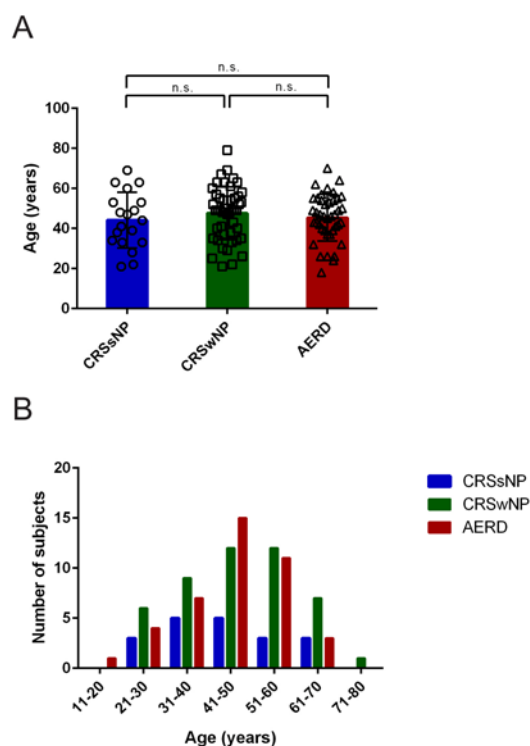 A
n.s.
n.s. n.s.
100
80
60
40
20
0
Age (years)
CRSsNP CRSwNP AERD
B
20
15
10
5
0
Number of subjects
11-20 21-30 31-40 41-50 51-60 61-70 71-80
Age (years)
CRSsNP
CRSwNP
AERD